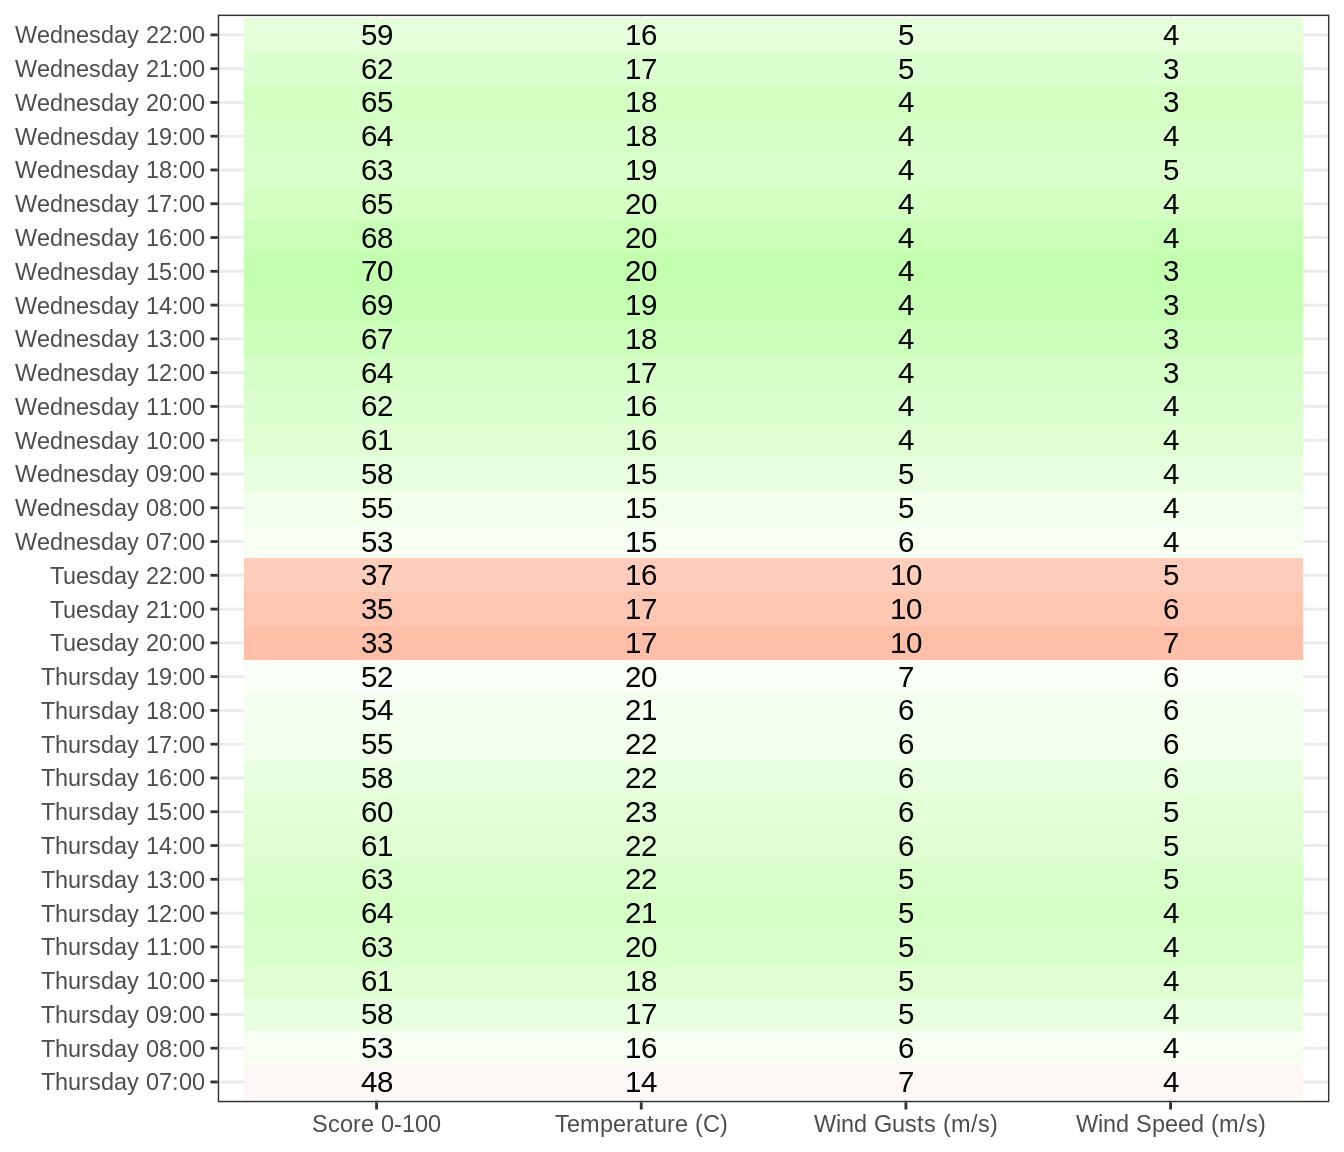 Wednesday 22:00 59 16 5 4
Wednesday 21:00 62 17 5 3
Wednesday 20:00 65 18 4 3
Wednesday 19:00 64 18 4 4
Wednesday 18:00 63 19 4 5
Wednesday 17:00 65 20 4 4
Wednesday 16:00 68 20 4 4
Wednesday 15:00 70 20 4 3
Wednesday 14:00 69 19 4 3
Wednesday 13:00 67 18 4 3
Wednesday 12:00 64 17 4 3
Wednesday 11:00 62 16 4 4
Wednesday 10:00 61 16 4 4
Wednesday 09:00 58 15 5 4
Wednesday 08:00 55 15 5 4
Wednesday 07:00 53 15 6 4
Tuesday 22:00 37 16 10 5
Tuesday 21:00 35 17 10 6
Tuesday 20:00 33 17 10 7
Thursday 19:00 52 20 7 6
Thursday 18:00 54 21 6 6
Thursday 17:00 55 22 6 6
Thursday 16:00 58 22 6 6
Thursday 15:00 60 23 6 5
Thursday 14:00 61 22 6 5
Thursday 13:00 63 22 5 5
Thursday 12:00 64 21 5 4
Thursday 11:00 63 20 5 4
Thursday 10:00 61 18 5 4
Thursday 09:00 58 17 5 4
Thursday 08:00 53 16 6 4
Thursday 07:00 48 14 7 4
Score 0-100 Temperature (C) Wind Gusts (m/s) Wind Speed (m/s)